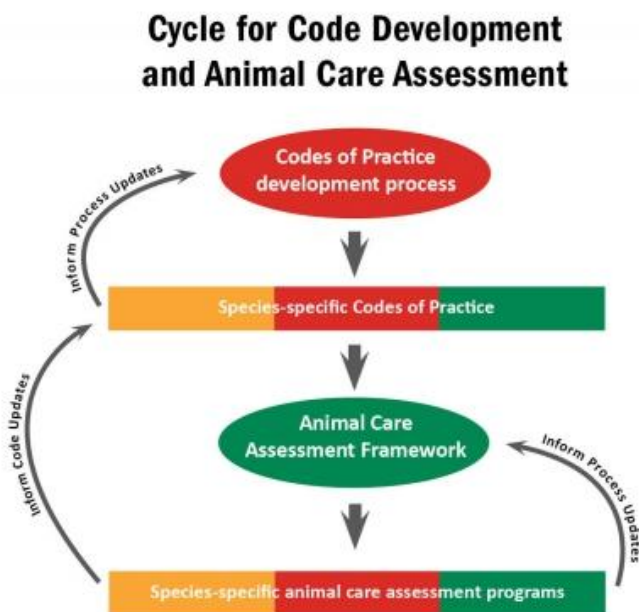 Cycle for Code Development
and Animal Care Assessment
Codes of Practice
development process
Inform Process Updates
Species-specific Codes of Practice
Animal Care
Assessment Framework
Inform Code Updates
Inform Process Updates
Species-specific animal care assessment programs